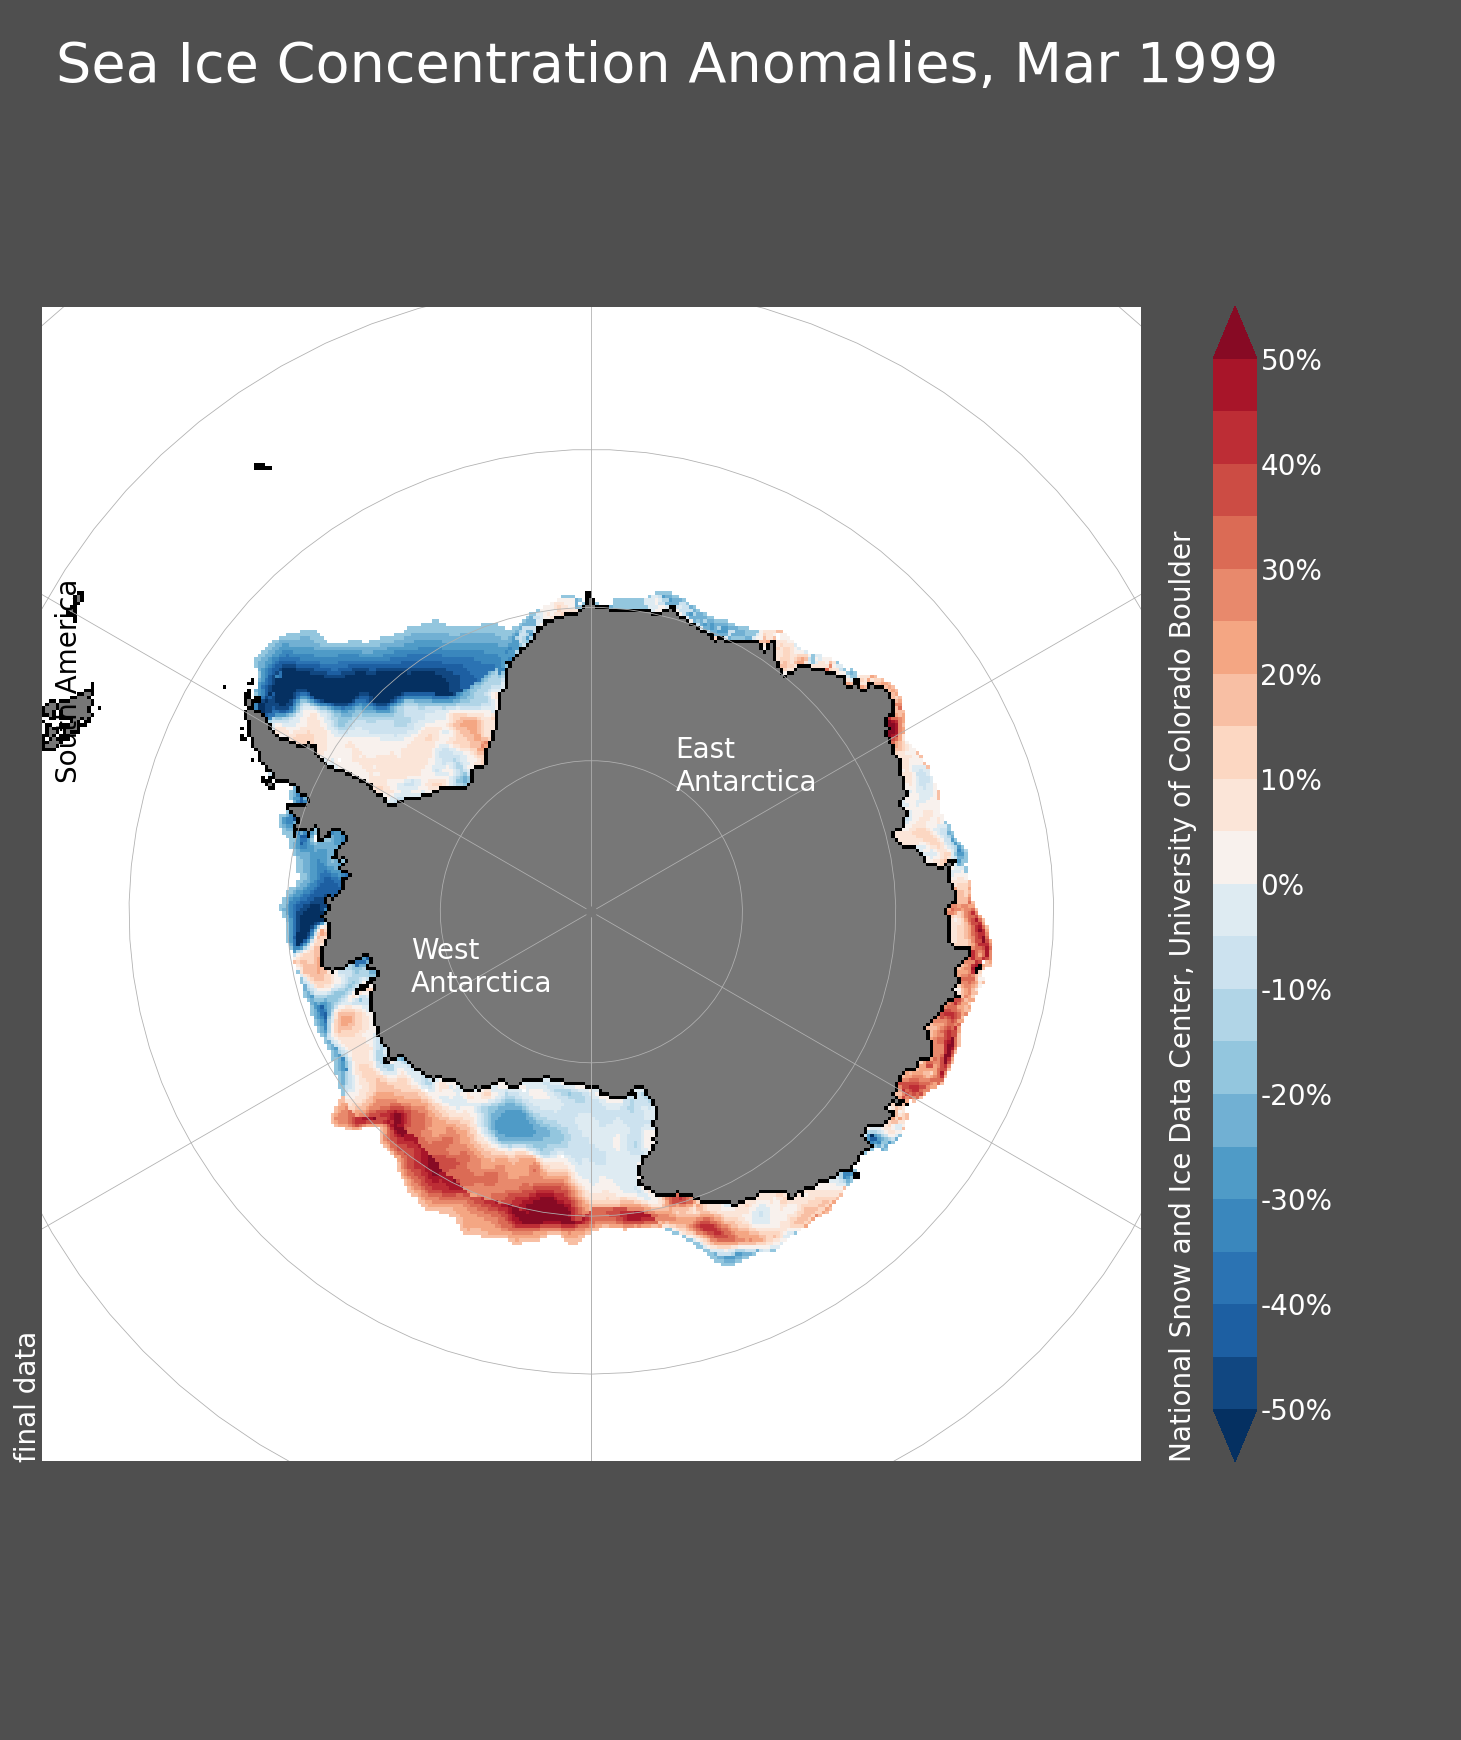 Sea Ice Concentration Anomalies, Mar 1999
South America
East
Antarctica
West
Antarctica
final data
National Snow and Ice Data Center, University of Colorado Boulder
50%
40%
30%
20%
10%
0%
-10%
-20%
-30%
-40%
-50%